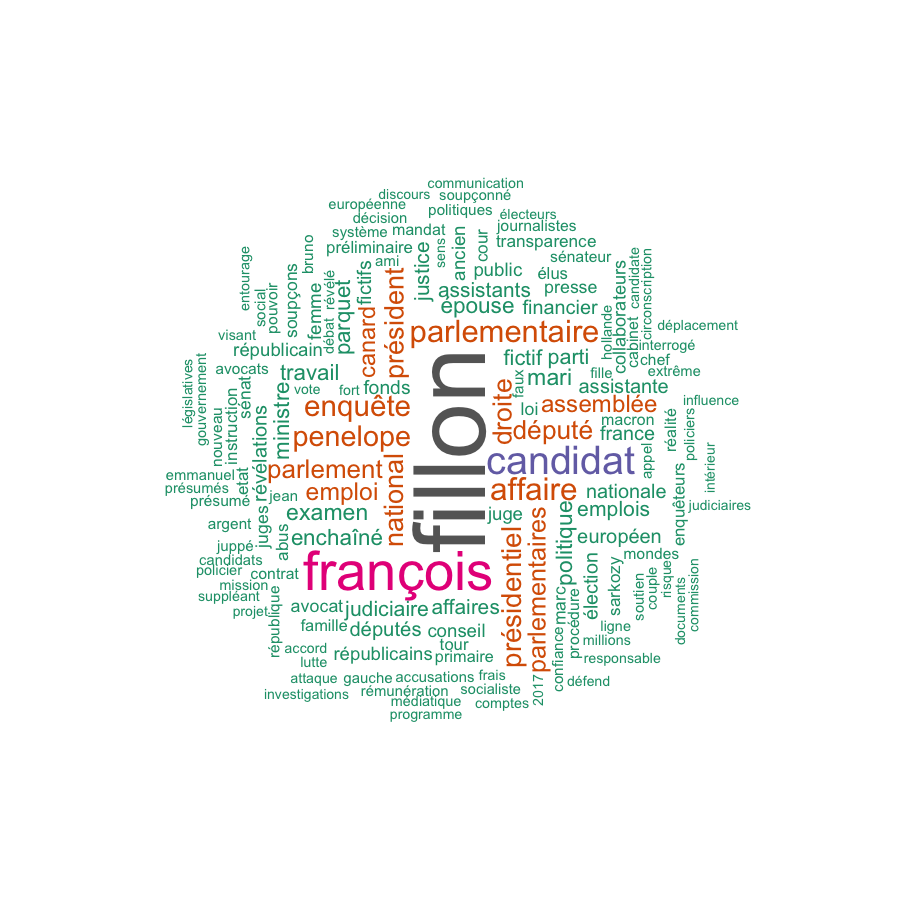 communication
discours
soupçonné
européenne
politiques
électeurs
décision
journalistes
système
mandat
transparence
préliminaire
sens
ancien
cour
sénateur
ami
justice
public
élus
bruno
fictifs
assistants
presse
entourage
social
pouvoir
soupçons
femme
débat
révélé
parquet
canard
président
épouse
financier
hollande
collaborateurs
cabinet
candidate
circonscription
déplacement
visant
parlementaire
interrogé
républicain
fictif
parti
chef
avocats
travail
mari
faux
fille
extrême
législatives
gouvernement
sénat
vote
fort
fonds
fillon
droite
assistante
nouveau
instruction
ministre
enquête
loi
assemblée
influence
macron
réalité
policiers
révélations
penelope
député
france
appel
emmanuel
etat
parlement
national
candidat
intérieur
présumés
présumé
jean
emploi
affaire
nationale
enquêteurs
judiciaires
argent
juges
examen
juge
emplois
abus
enchaîné
européen
juppé
candidats
policier
contrat
françois
présidentiel
parlementaires
politique
mondes
mission
suppléant
élection
sarkozy
soutien
couple
risques
documents
commission
projet
république
avocat
judiciaire
affaires
marc
procédure
famille
députés
conseil
ligne
accord
tour
millions
lutte
républicains
primaire
confiance
responsable
attaque
gauche
accusations
frais
2017
défend
investigations
rémunération
socialiste
médiatique
comptes
programme